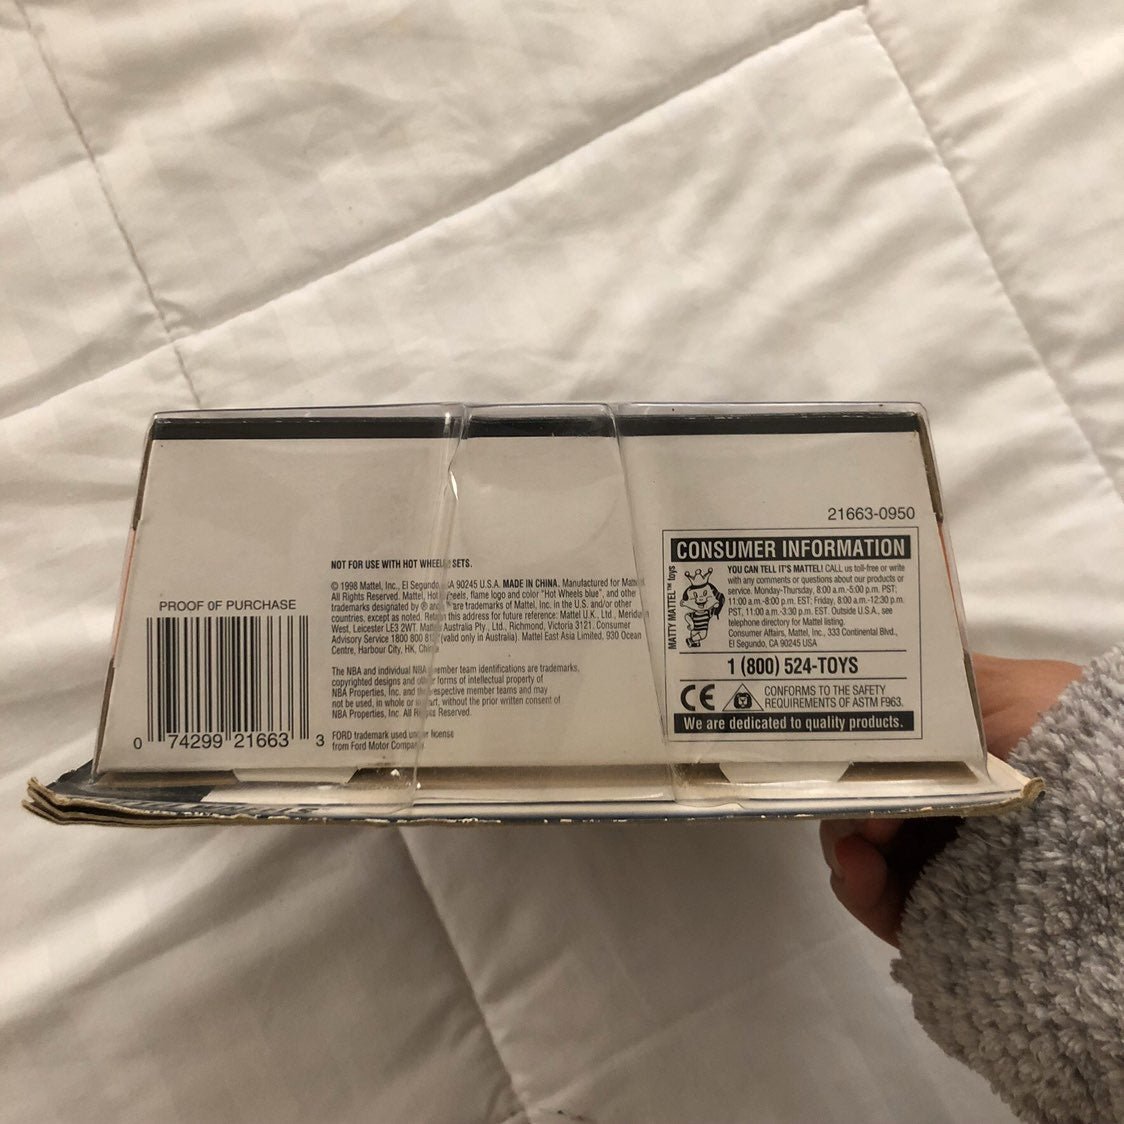 21663-0950
NOT FOR USE WITH HOT WHEELS SETS.
© 1998 Mattel, Inc., El Segundo, CA 90245 U.S.A. MADE IN CHINA. Manufactured for Mattel
All Rights Reserved. Mattel, Hot Wheels, flame logo and color "Hot Wheels blue", and other
trademarks designated by ® are trademarks of Mattel, Inc. in the U.S. and/or other
countries, except as noted. Retain this address for future reference: Mattel U.K., Ltd., Meridian
West, Leicester LE3 2WT. Mattel Australia Pty., Ltd., Richmond, Victoria 3121. Consumer
Advisory Service 1800 800 812 (valid only in Australia). Mattel East Asia Limited, 930 Ocean
Centre, Harbour City, HK, China
The NBA and individual NBA member team identifications are trademarks,
copyrighted designs and other forms of intellectual property of
NBA Properties, Inc. and the respective member teams and may
not be used, in whole or in part, without the prior written consent of
NBA Properties, Inc. All Rights Reserved.
FORD trademark used under license
from Ford Motor Company
PROOF OF PURCHASE
0 74299 21663 3
CONSUMER INFORMATION
MATTY MATTEL™ toys
YOU CAN TELL IT'S MATTEL! CALL us toll-free or write
with any comments or questions about our products or
service. Monday-Thursday, 8:00 a.m.-5:00 p.m. PST;
11:00 a.m.-8:00 p.m. EST; Friday, 8:00 a.m.-12:30 p.m.
PST, 11:00 a.m.-3:30 p.m. EST. Outside U.S.A., see
telephone directory for Mattel listing.
Consumer Affairs, Mattel, Inc., 333 Continental Blvd.,
El Segundo, CA 90245 USA
1 (800) 524-TOYS
CE
CONFORMS TO THE SAFETY
REQUIREMENTS OF ASTM F963.
We are dedicated to quality products.